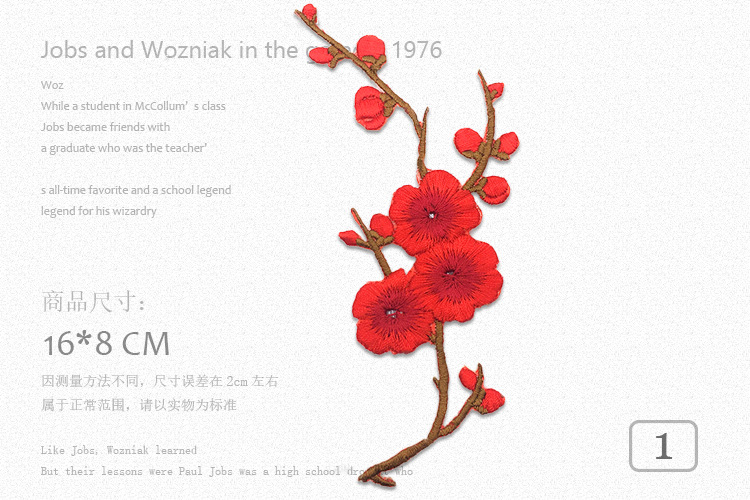 Jobs and Wozniak in the 1976
Woz
While a student in McCollum’s class
Jobs became friends with
a graduate who was the teacher’
s all-time favorite and a school legend
legend for his wizardry
商品尺寸：
16*8 CM
因测量方法不同，尺寸误差在 2cm 左右
属于正常范围，请以实物为标准
Like Jobs, Wozniak learned
But their lessons were Paul Jobs was a high school who
1